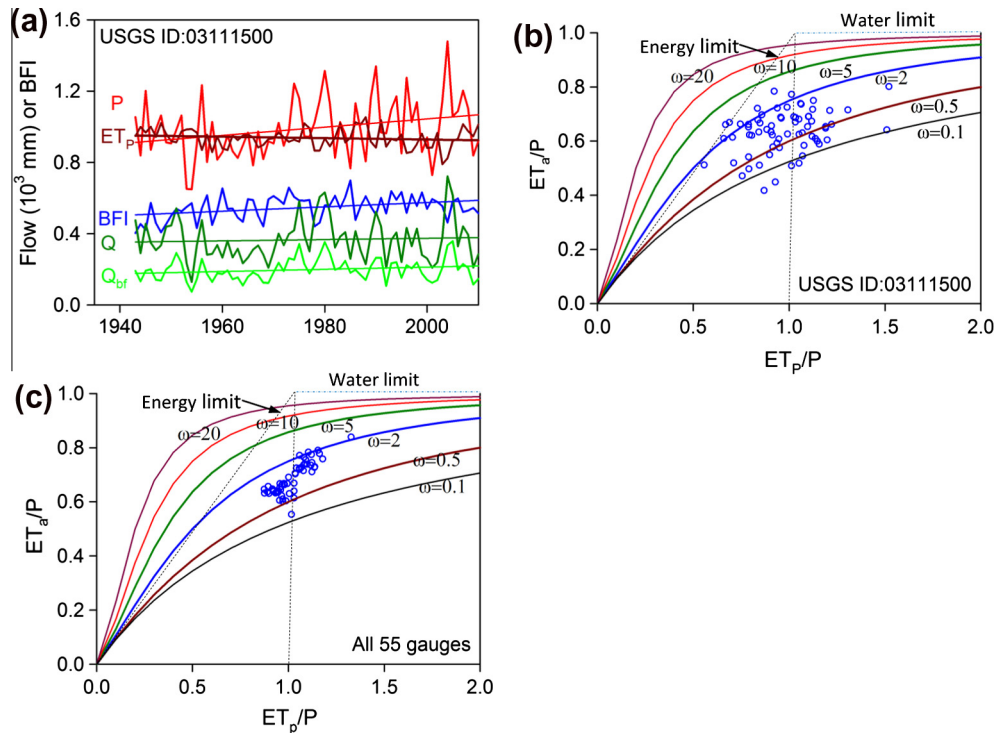 (a)
USGS ID:03111500
Flow (10³ mm) or BFI
1.6
1.2
0.8
0.4
0.0
P
ETP
BFI
Q
Qbf
1940
1960
1980
2000
(b)
Water limit
Energy limit
ω=20
ω=10
ω=5
ω=2
ω=0.5
ω=0.1
ETa/P
1.0
0.8
0.6
0.4
0.2
0.0
USGS ID:03111500
0.0
0.5
1.0
1.5
2.0
ETP/P
(c)
Water limit
Energy limit
ω=20
ω=10
ω=5
ω=2
ω=0.5
ω=0.1
ETa/P
1.0
0.8
0.6
0.4
0.2
0.0
All 55 gauges
0.0
0.5
1.0
1.5
2.0
ETp/P